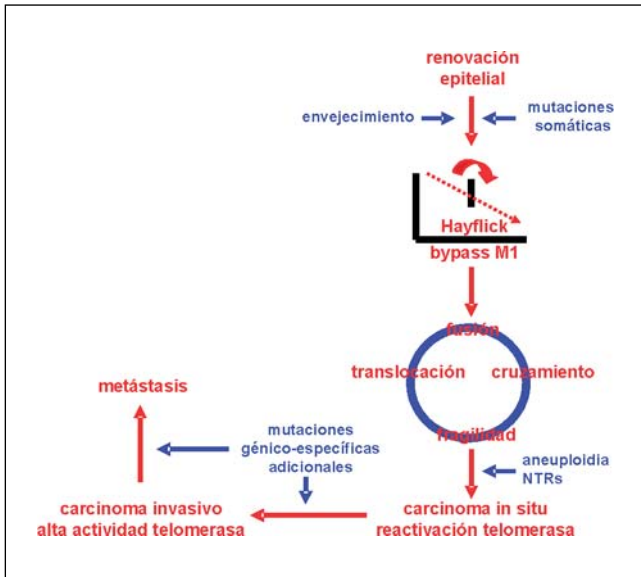 renovación
epitelial
envejecimiento
mutaciones
somáticas
Hayflick
bypass M1
fusión
translocación
cruzamiento
fragilidad
metástasis
mutaciones
génico-específicas
adicionales
aneuploidia
NTRs
carcinoma invasivo
alta actividad telomerasa
carcinoma in situ
reactivación telomerasa